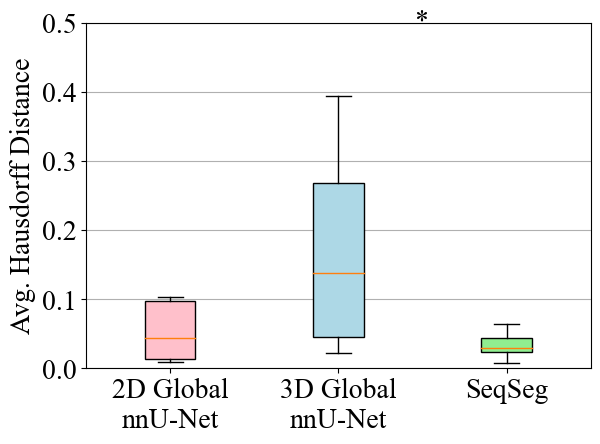 *
0.5
0.4
0.3
0.2
0.1
0.0
Avg. Hausdorff Distance
2D Global
nnU-Net
3D Global
nnU-Net
SeqSeg